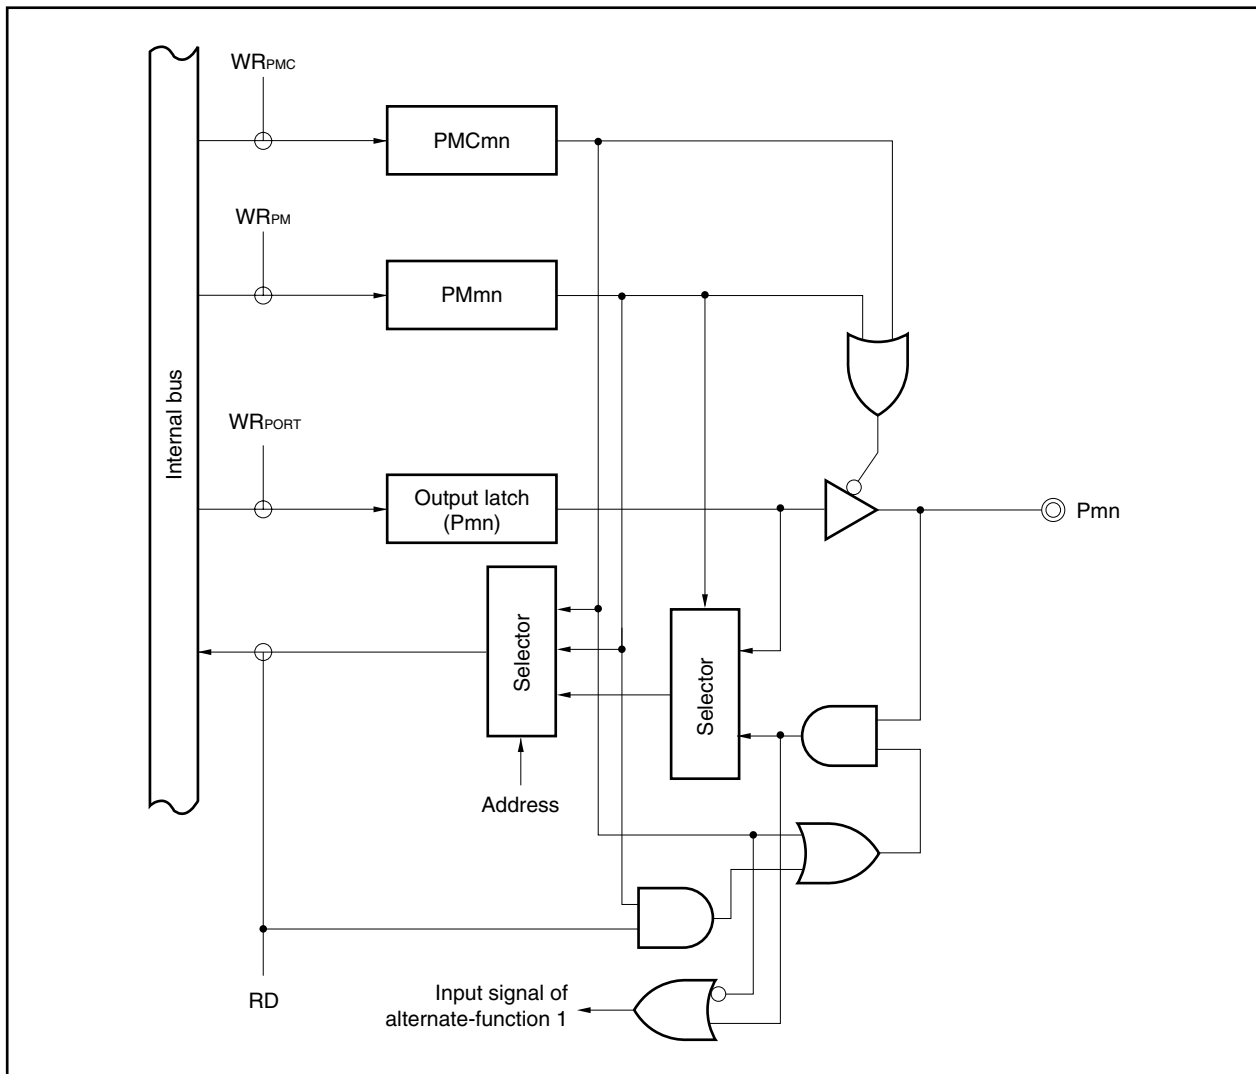 WRPMC
PMCmn
WRPM
PMmn
Internal bus
WRPORT
Output latch
(Pmn)
Pmn
Selector
Selector
Address
RD
Input signal of
alternate-function 1